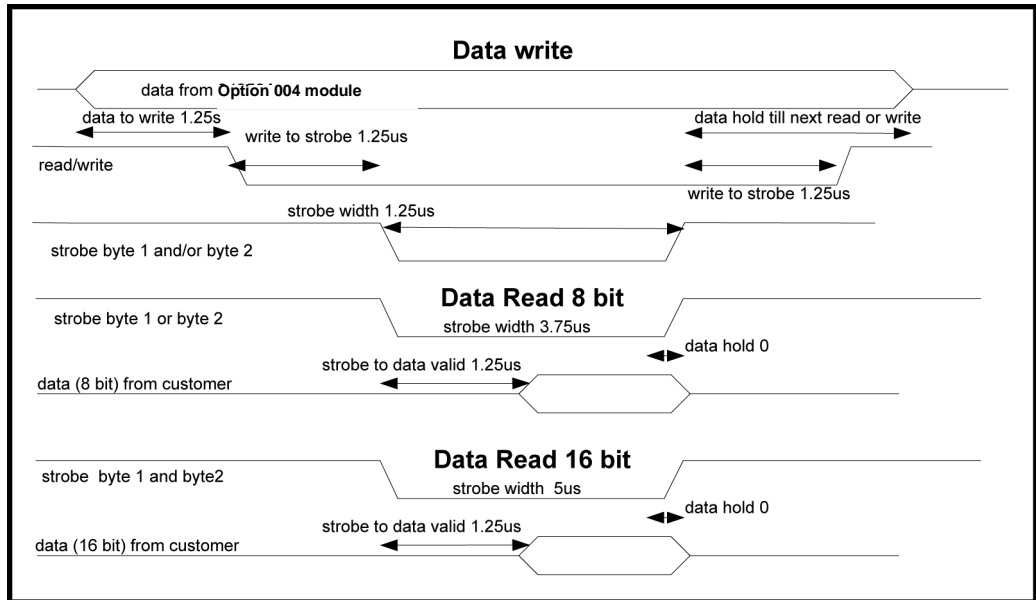 Data write
data from Option 004 module
data to write 1.25s
data hold till next read or write
write to strobe 1.25us
read/write
write to strobe 1.25us
strobe width 1.25us
strobe byte 1 and/or byte 2
Data Read 8 bit
strobe byte 1 or byte 2
strobe width 3.75us
data hold 0
strobe to data valid 1.25us
data (8 bit) from customer
Data Read 16 bit
strobe byte 1 and byte2
strobe width 5us
data hold 0
strobe to data valid 1.25us
data (16 bit) from customer